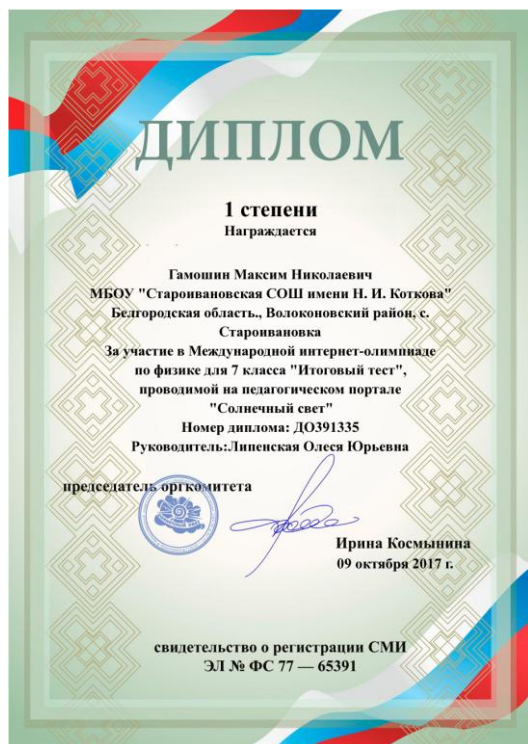 ДИПЛОМ
1 степени
Награждается
Гамошин Максим Николаевич
МБОУ "Староивановская СОШ имени Н. И. Коткова"
Белгородская область., Волоконовский район, с.
Староивановка
За участие в Международной интернет-олимпиаде
по физике для 7 класса "Итоговый тест",
проводимой на педагогическом портале
"Солнечный свет"
Номер диплома: ДО391335
Руководитель:Липенская Олеся Юрьевна
председатель оргкомитета
Ирина Космынина
09 октября 2017 г.
свидетельство о регистрации СМИ
ЭЛ № ФС 77 — 65391